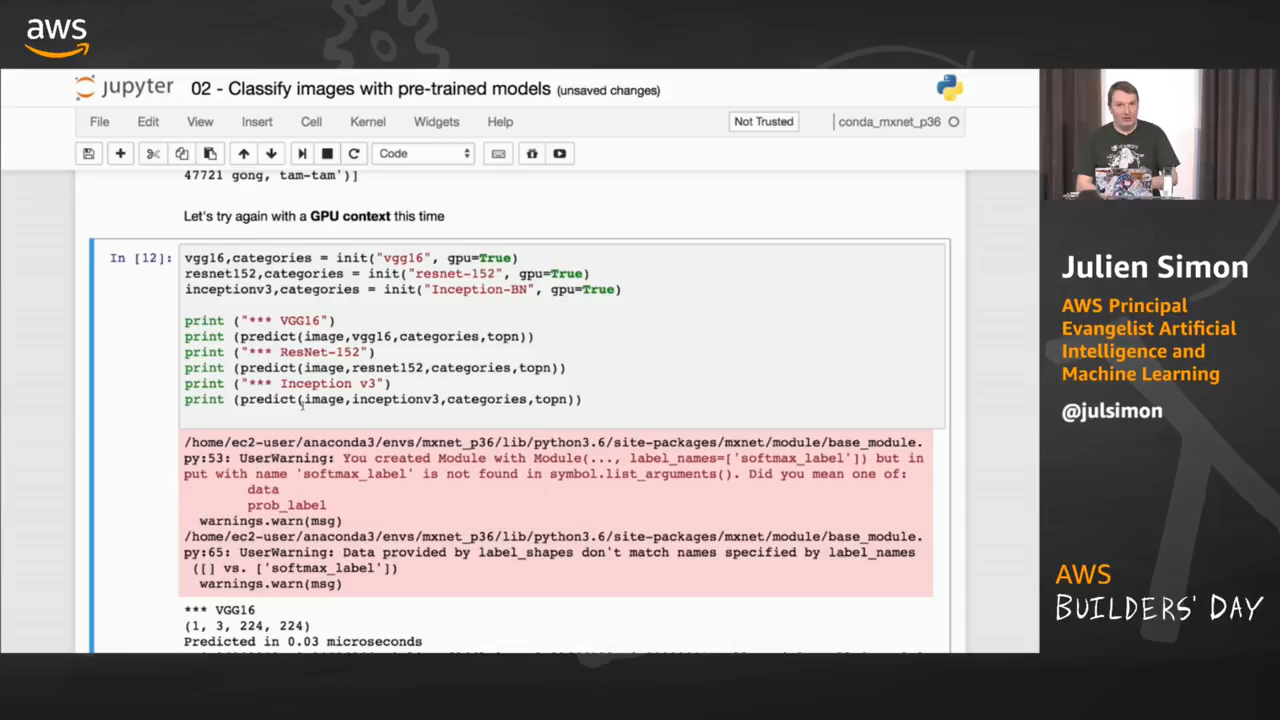 aws
jupyter 02 - Classify images with pre-trained models (unsaved changes)
File Edit View Insert Cell Kernel Widgets Help Not Trusted conda_mxnet_p36
Code
47721 gong, tam-tam')]
Let's try again with a GPU context this time
In [12]: vgg16,categories = init("vgg16", gpu=True)
resnet152,categories = init("resnet-152", gpu=True)
inceptionv3,categories = init("Inception-BN", gpu=True)
print ("*** VGG16")
print (predict(image,vgg16,categories,topn))
print ("*** ResNet-152")
print (predict(image,resnet152,categories,topn))
print ("*** Inception v3")
print (predict(image,inceptionv3,categories,topn))
/home/ec2-user/anaconda3/envs/mxnet_p36/lib/python3.6/site-packages/mxnet/module/base_module.
py:53: UserWarning: You created Module with Module(..., label_names=['softmax_label']) but in
put with name 'softmax_label' is not found in symbol.list_arguments(). Did you mean one of:
data
prob_label
warnings.warn(msg)
/home/ec2-user/anaconda3/envs/mxnet_p36/lib/python3.6/site-packages/mxnet/module/base_module.
py:65: UserWarning: Data provided by label_shapes don't match names specified by label_names
([] vs. ['softmax_label'])
warnings.warn(msg)
*** VGG16
(1, 3, 224, 224)
Predicted in 0.03 microseconds
Julien Simon
AWS Principal
Evangelist Artificial
Intelligence and
Machine Learning
@julsimon
AWS
BUILDERS' DAY